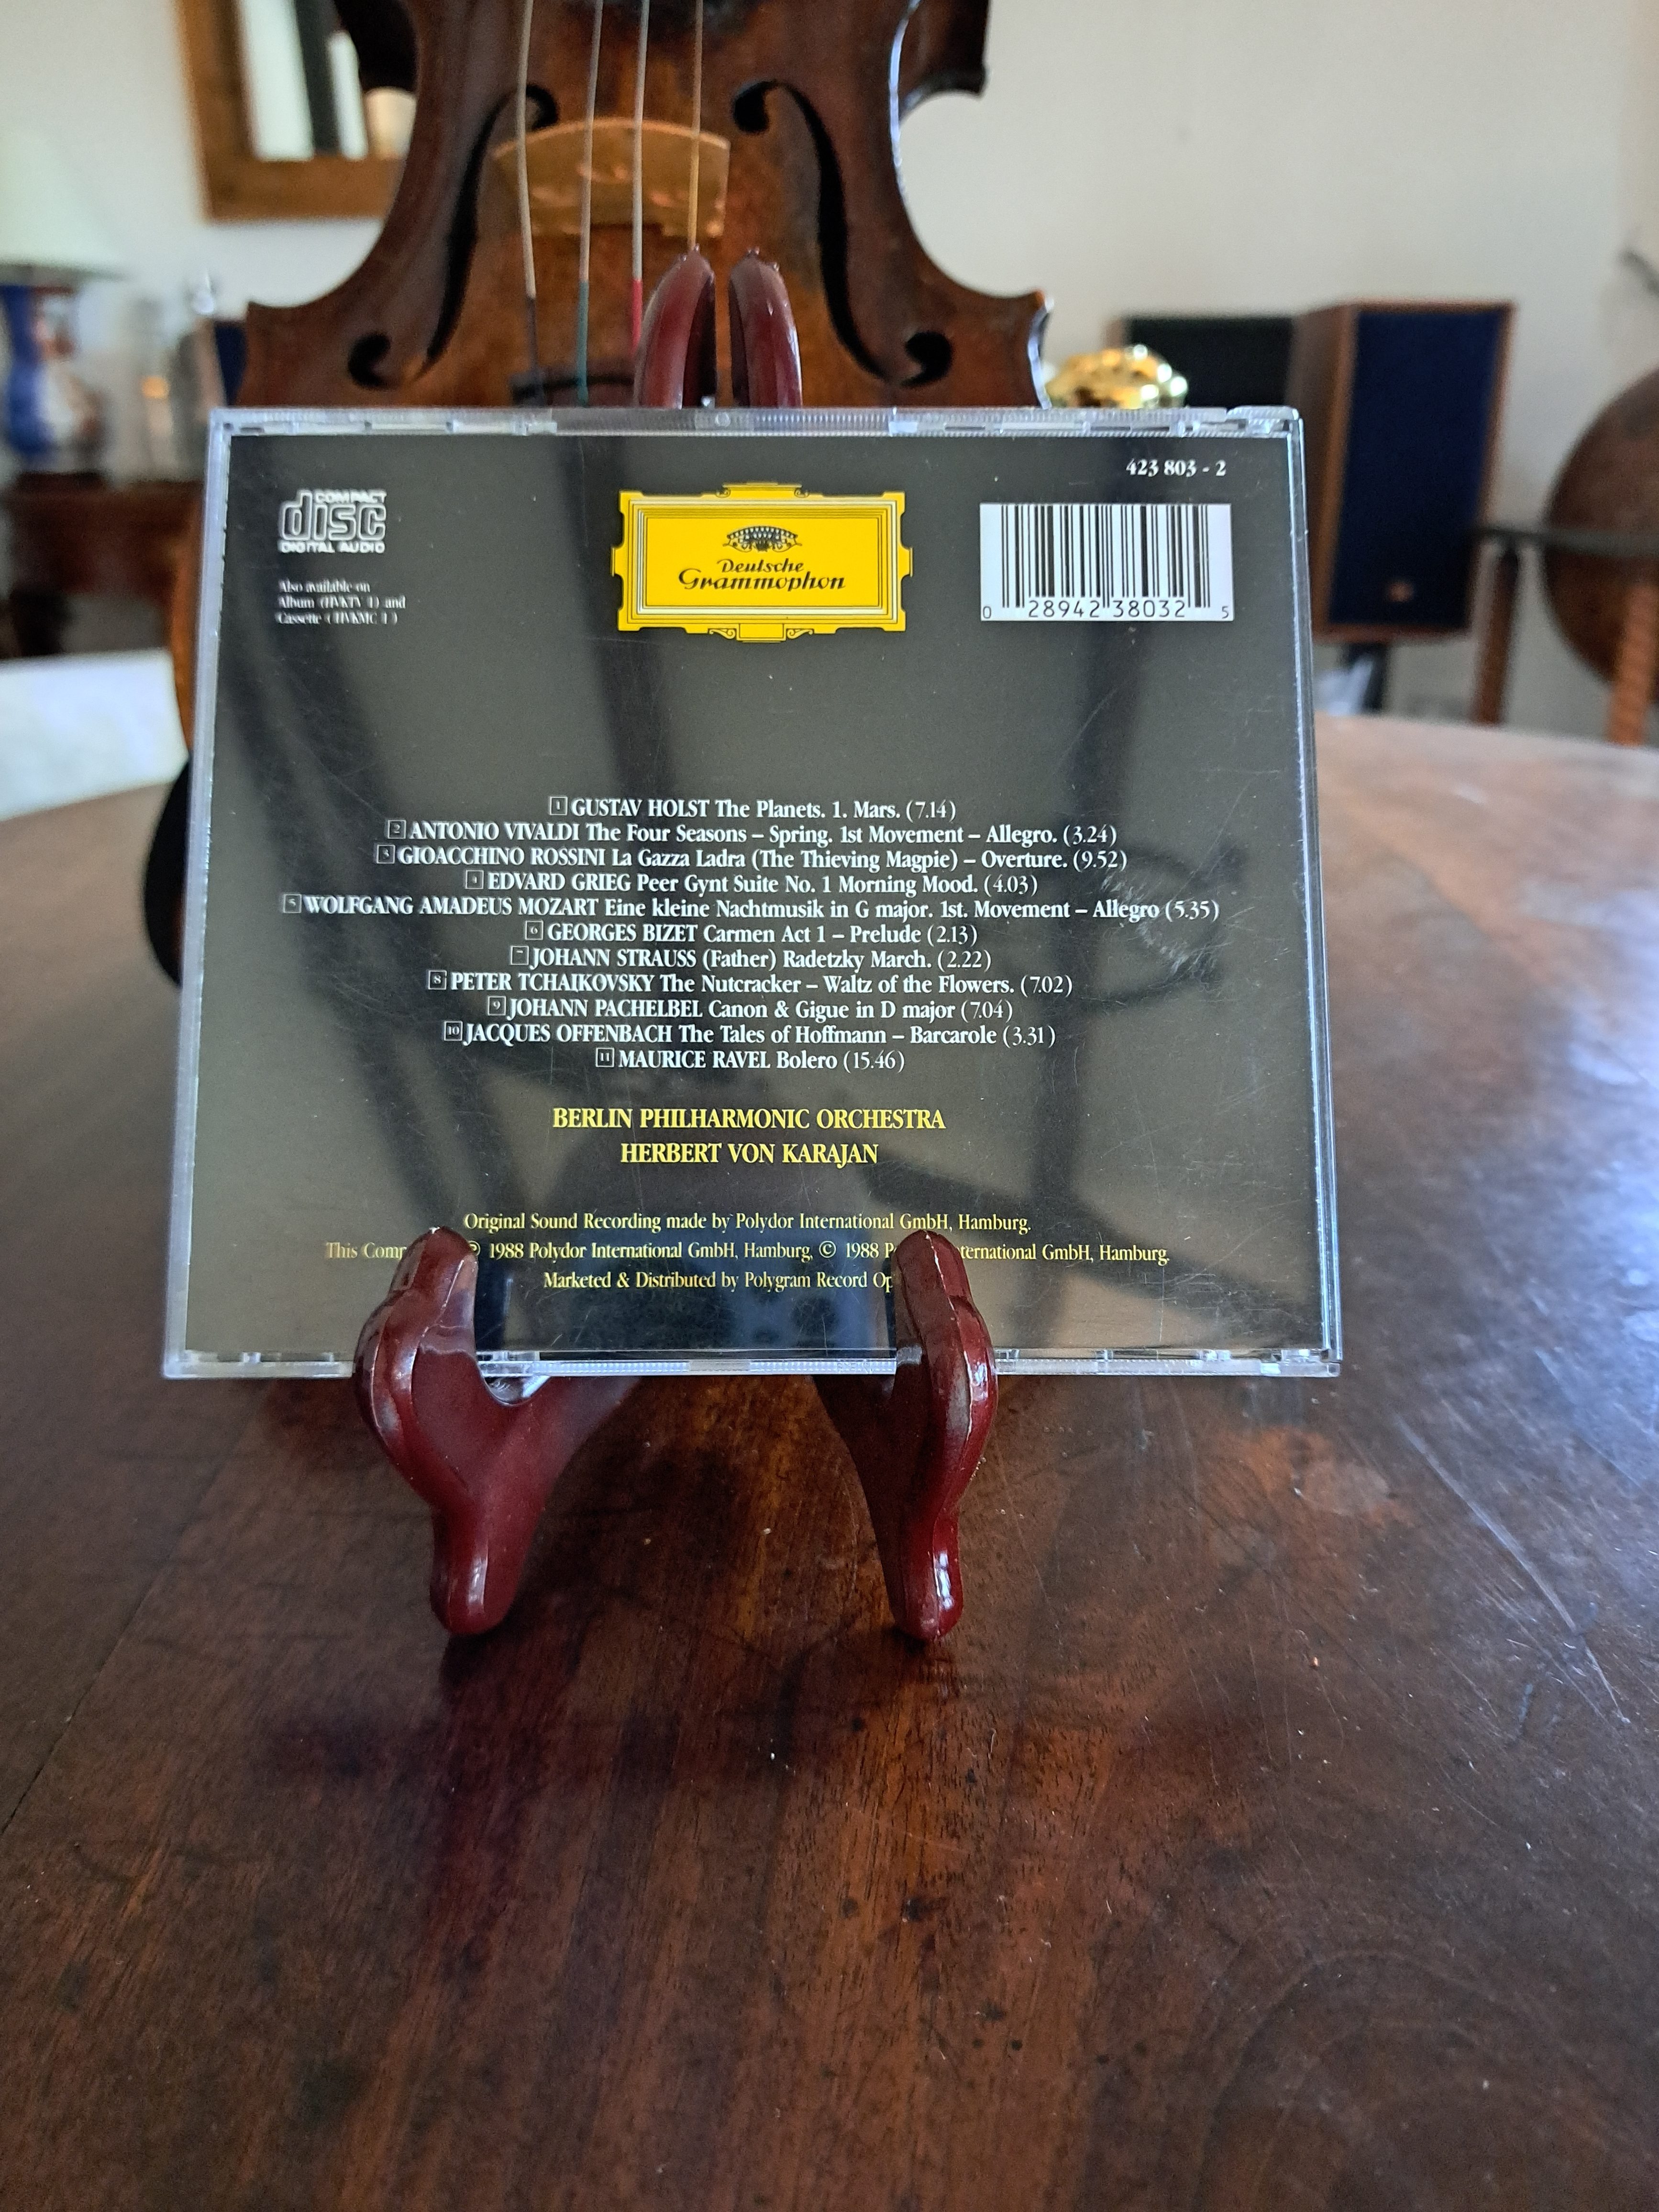 423 803 - 2
COMPACT
disc
DIGITAL AUDIO
Also available on
Album (HVKTV 1) and
Cassette (HVKMC 1)
Deutsche
Grammophon
0 28942 38032 5
1 GUSTAV HOLST The Planets. 1. Mars. (7.14)
2 ANTONIO VIVALDI The Four Seasons – Spring. 1st Movement – Allegro. (3.24)
3 GIOACCHINO ROSSINI La Gazza Ladra (The Thieving Magpie) – Overture. (9.52)
4 EDVARD GRIEG Peer Gynt Suite No. 1 Morning Mood. (4.03)
5 WOLFGANG AMADEUS MOZART Eine kleine Nachtmusik in G major. 1st. Movement – Allegro (5.35)
6 GEORGES BIZET Carmen Act 1 – Prelude (2.13)
7 JOHANN STRAUSS (Father) Radetzky March. (2.22)
8 PETER TCHAIKOVSKY The Nutcracker – Waltz of the Flowers. (7.02)
9 JOHANN PACHELBEL Canon & Gigue in D major (7.04)
10 JACQUES OFFENBACH The Tales of Hoffmann – Barcarole (3.31)
11 MAURICE RAVEL Bolero (15.46)
BERLIN PHILHARMONIC ORCHESTRA
HERBERT VON KARAJAN
Original Sound Recording made by Polydor International GmbH, Hamburg.
This ℗ 1988 Polydor International GmbH, Hamburg, © 1988 GmbH, Hamburg.
Marketed & Distributed by Polygram Record